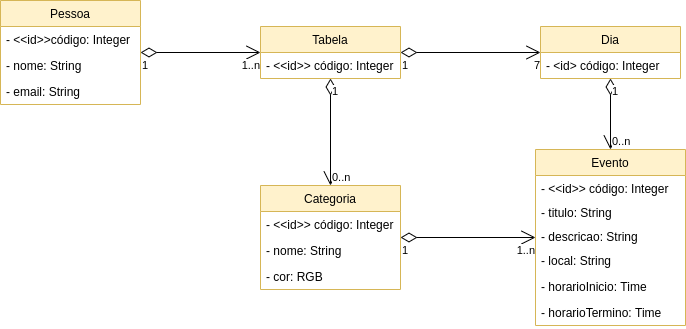 Pessoa
- <<id>>código: Integer
- nome: String
- email: String
1
1..n
Tabela
- <<id>> código: Integer
1
7
Dia
- <id> código: Integer
1
0..n
1
0..n
Categoria
- <<id>> código: Integer
- nome: String
- cor: RGB
1
1..n
Evento
- <<id>> código: Integer
- titulo: String
- descricao: String
- local: String
- horarioInicio: Time
- horarioTermino: Time